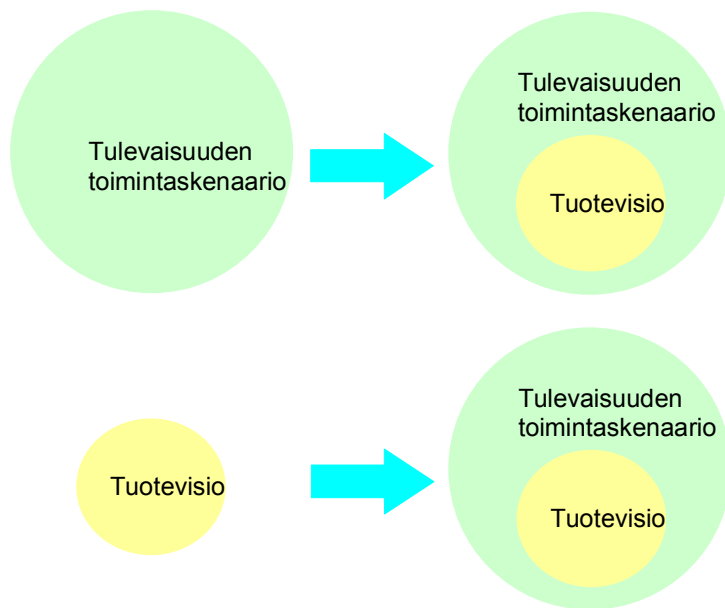 Tulevaisuuden
toimintaskenaario
Tulevaisuuden
toimintaskenaario
Tuotevisio
Tuotevisio
Tulevaisuuden
toimintaskenaario
Tuotevisio